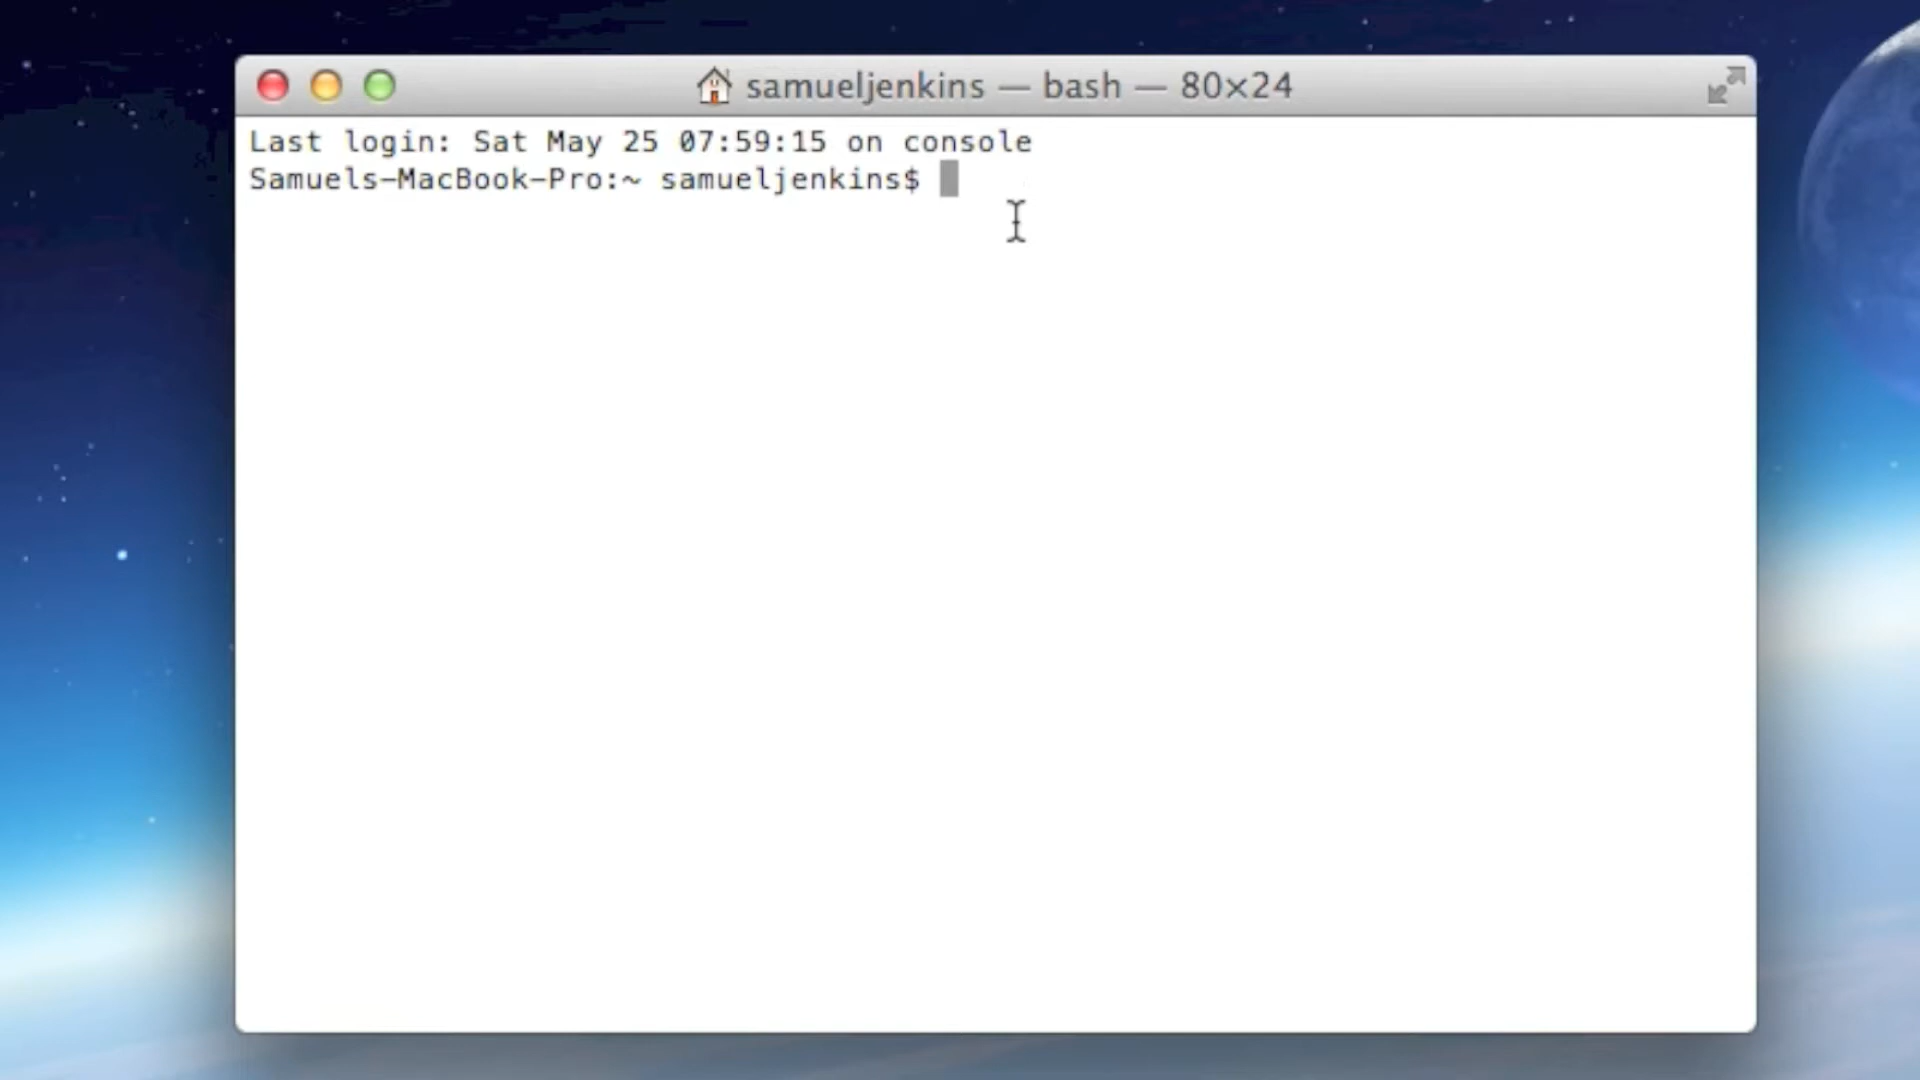 samueljenkins — bash — 80×24
Last login: Sat May 25 07:59:15 on console
Samuels-MacBook-Pro:~ samueljenkins$